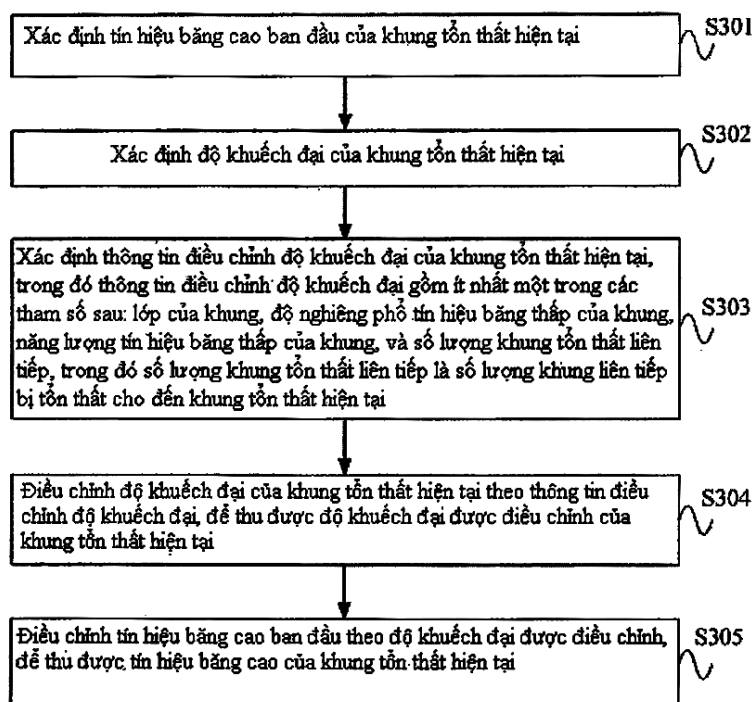 Xác định tín hiệu băng cao ban đầu của khung tổn thất hiện tại
S301
Xác định độ khuếch đại của khung tổn thất hiện tại
S302
Xác định thông tin điều chỉnh độ khuếch đại của khung tổn thất hiện tại,
trong đó thông tin điều chỉnh độ khuếch đại gồm ít nhất một trong các
tham số sau: lớp của khung, độ nghiêng phổ tín hiệu băng thấp của khung,
năng lượng tín hiệu băng thấp của khung, và số lượng khung tổn thất liên
tiếp, trong đó số lượng khung tổn thất liên tiếp là số lượng khung liên tiếp
bị tổn thất cho đến khung tổn thất hiện tại
S303
Điều chỉnh độ khuếch đại của khung tổn thất hiện tại theo thông tin điều
chỉnh độ khuếch đại, để thu được độ khuếch đại được điều chỉnh của
khung tổn thất hiện tại
S304
Điều chỉnh tín hiệu băng cao ban đầu theo độ khuếch đại được điều chỉnh,
để thu được tín hiệu băng cao của khung tổn thất hiện tại
S305